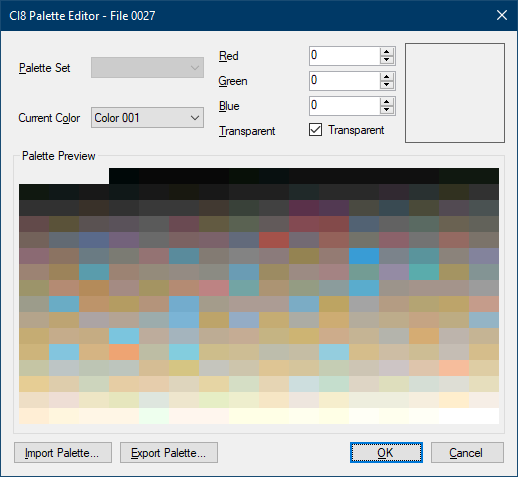 CI8 Palette Editor - File 0027
Palette Set
Current Color
Color 001
Red
0
Green
0
Blue
0
Transparent
Transparent
Palette Preview
Import Palette...
Export Palette...
OK
Cancel